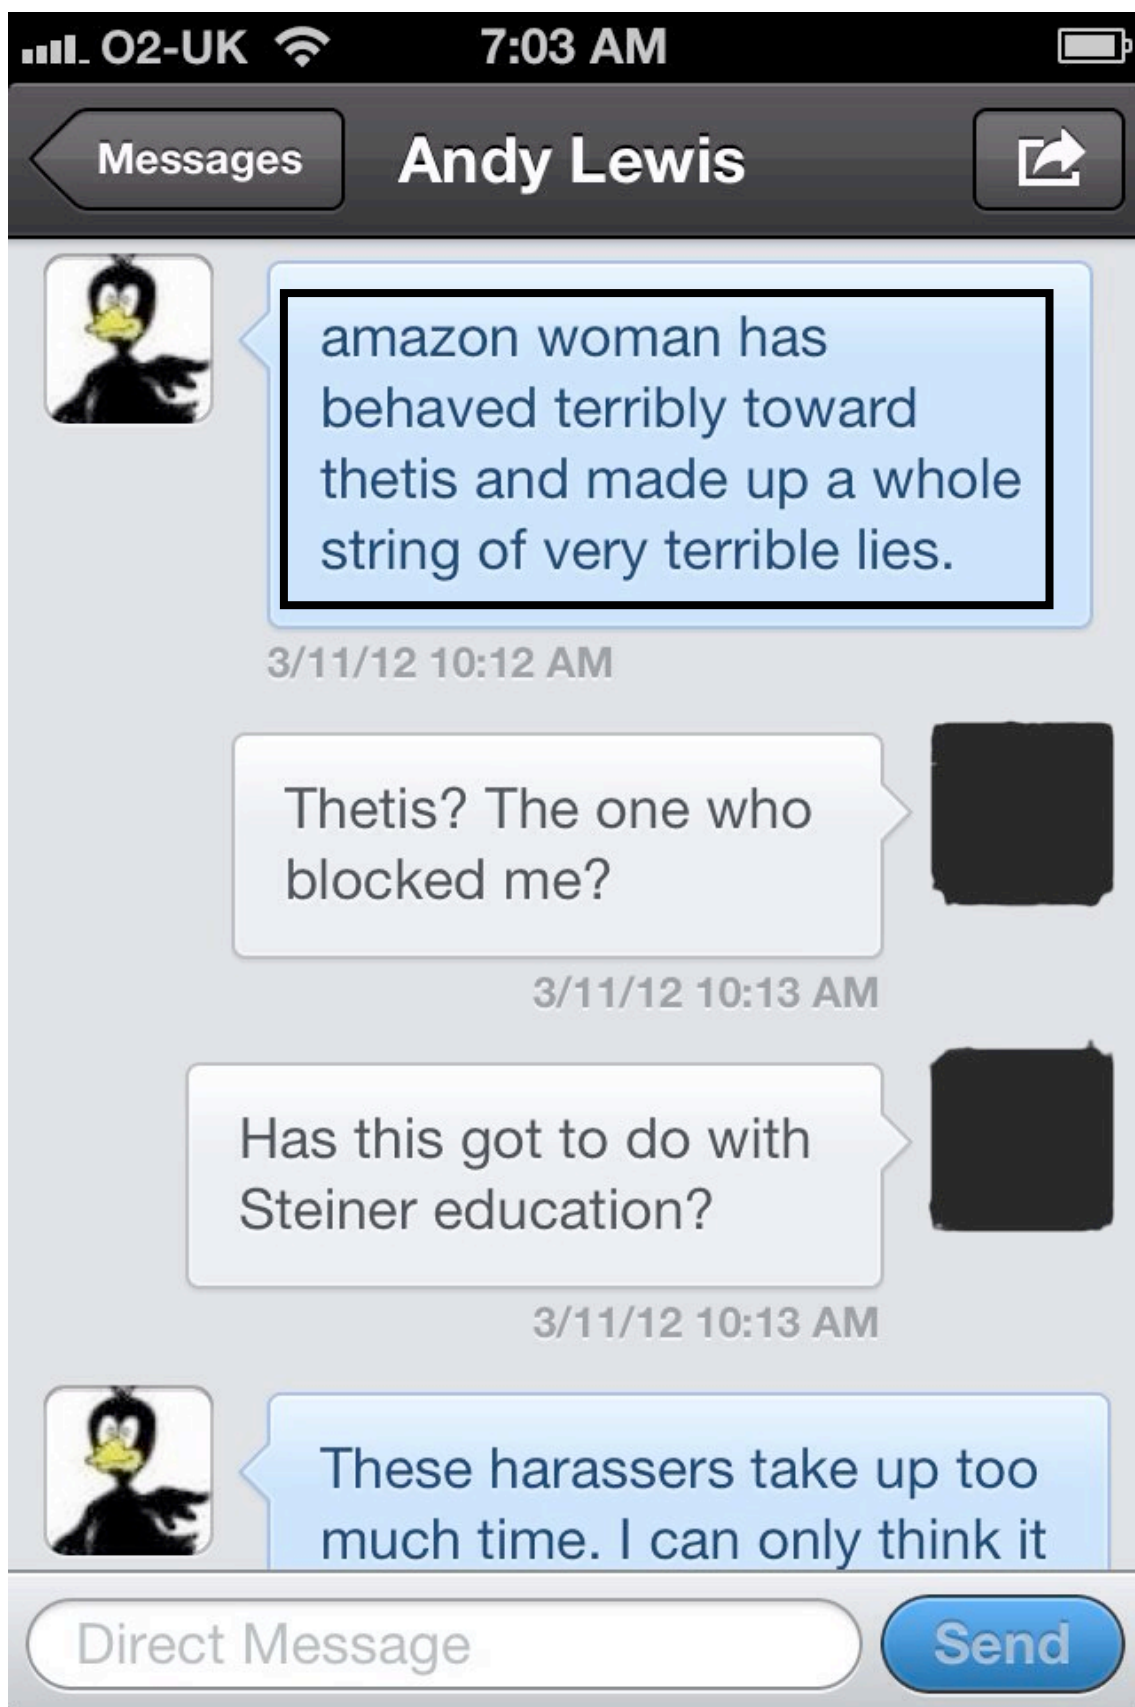 O2-UK 7:03 AM
Messages Andy Lewis
amazon woman has
behaved terribly toward
thetis and made up a whole
string of very terrible lies.
3/11/12 10:12 AM
Thetis? The one who
blocked me?
3/11/12 10:13 AM
Has this got to do with
Steiner education?
3/11/12 10:13 AM
These harassers take up too
much time. I can only think it
Direct Message Send